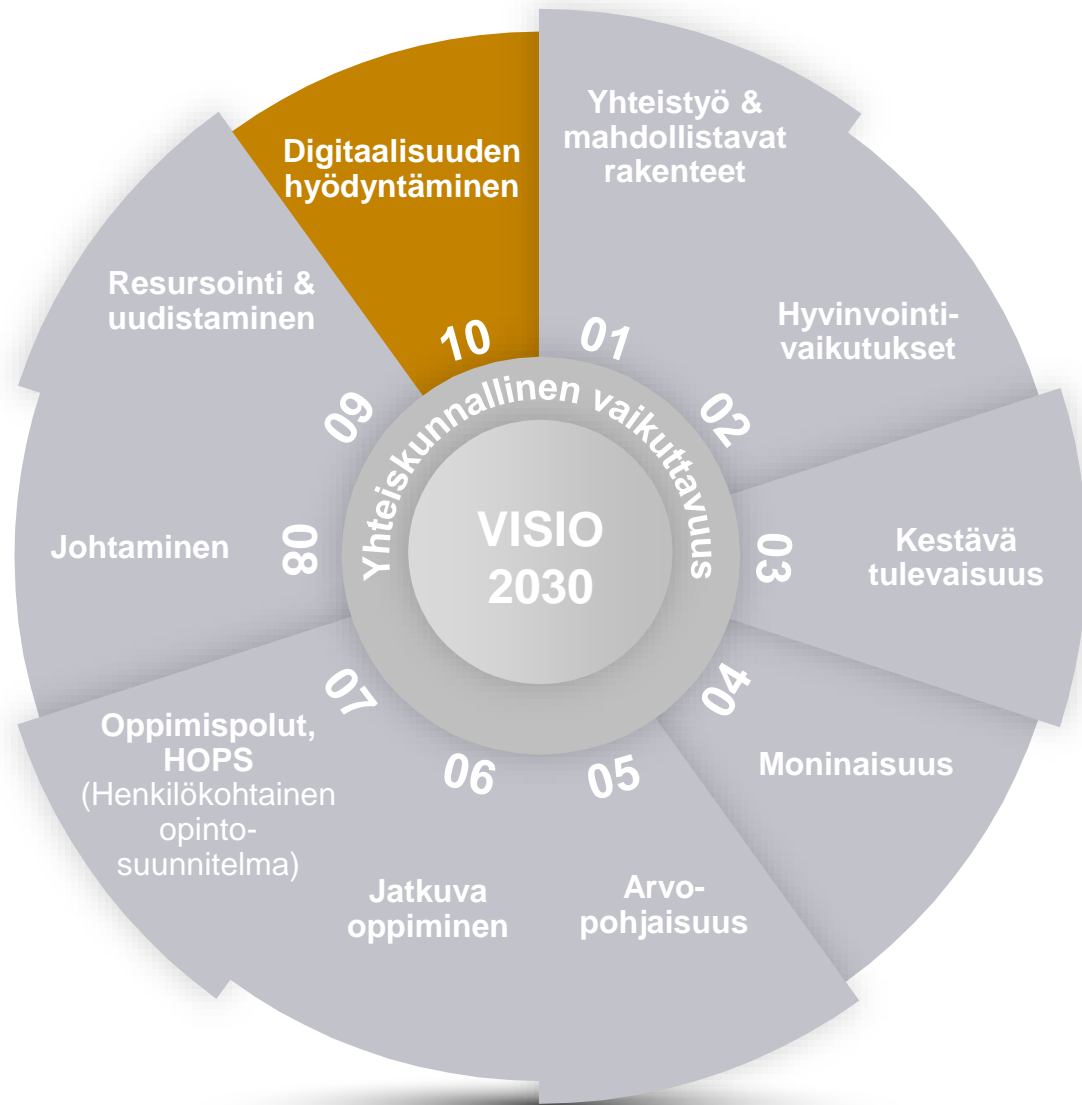 Yhteistyö &
mahdollistavat
rakenteet
01
Hyvinvointi-
vaikutukset
02
Kestävä
tulevaisuus
03
Moninaisuus
04
Arvo-
pohjaisuus
05
Jatkuva
oppiminen
06
Oppimispolut,
HOPS
(Henkilökohtainen
opinto-
suunnitelma)
07
Johtaminen
08
Resursointi &
uudistaminen
09
Digitaalisuuden
hyödyntäminen
10
Yhteiskunnallinen vaikuttavuus
VISIO
2030